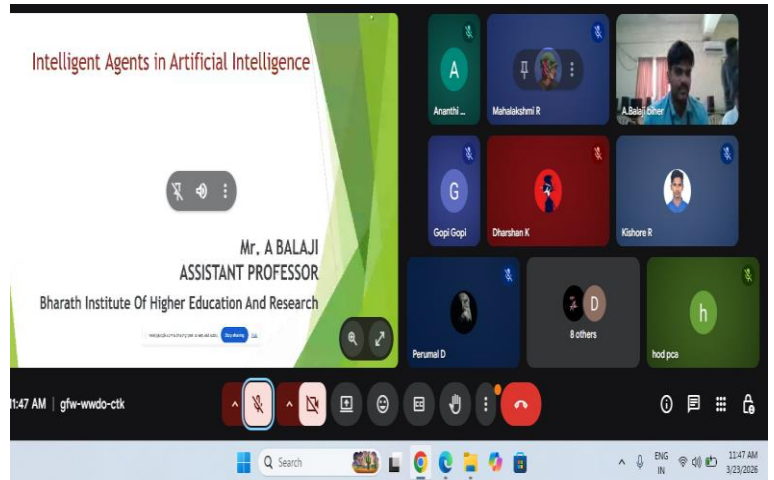 Intelligent Agents in Artificial Intelligence
Mr. A BALAJI
ASSISTANT PROFESSOR
Bharath Institute Of Higher Education And Research
Stop sharing
Hide
A
Ananthi ...
Mahalakshmi R
A.Balaji biher
G
Gopi Gopi
Dharshan K
Kishore R
Perumal D
D
8 others
h
hod pca
11:47 AM | gfw-wwdo-ctk
CC
Search
ENG
IN
11:47 AM
3/23/2026